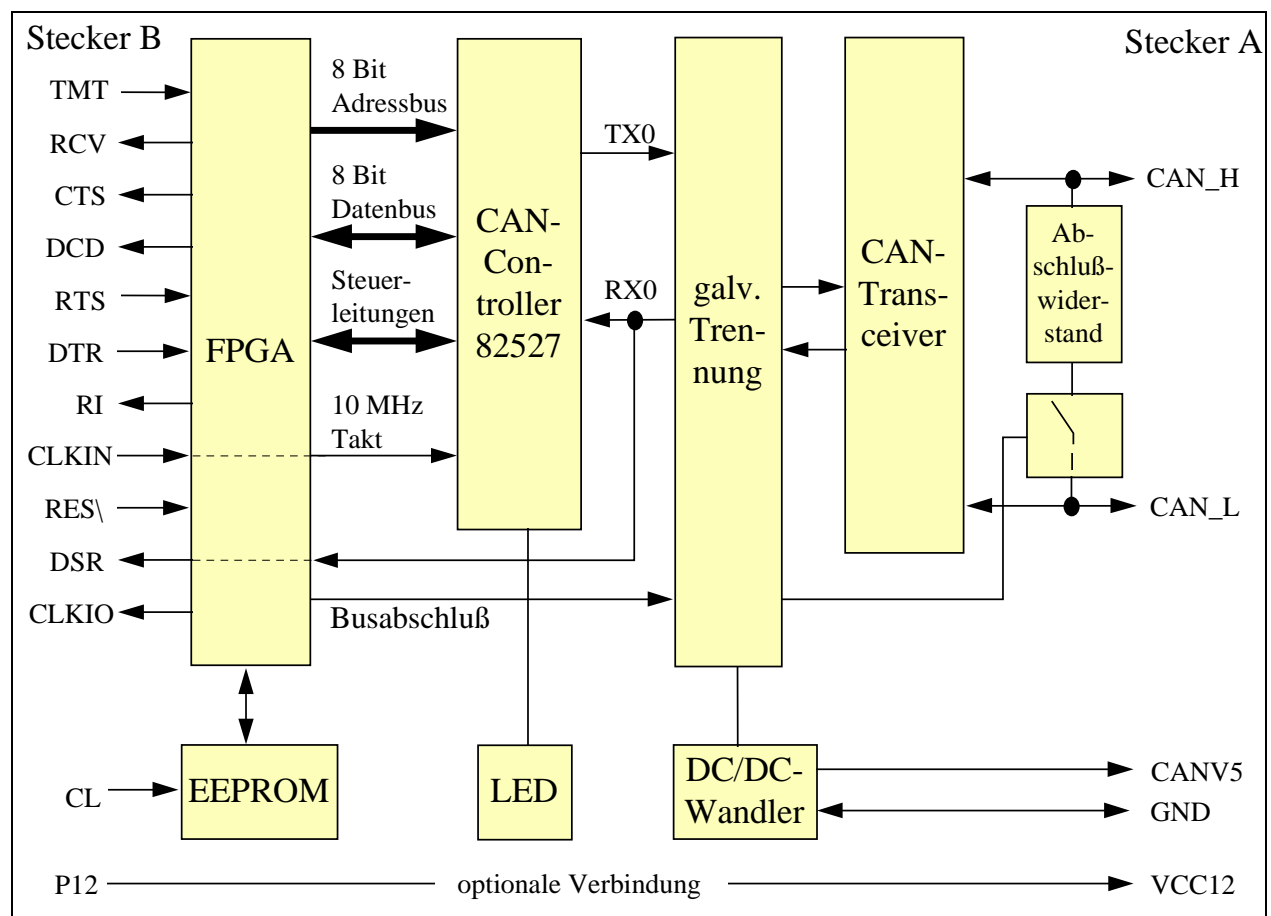 Stecker B
Stecker A
TMT
RCV
CTS
DCD
RTS
DTR
RI
CLKIN
RES\
DSR
CLKIO
FPGA
8 Bit
Adressbus
8 Bit
Datenbus
Steuer-
leitungen
10 MHz
Takt
Busabschluß
CAN-
Con-
troller
82527
TX0
RX0
galv.
Tren-
nung
CAN-
Trans-
ceiver
Ab-
schluß-
wider-
stand
CAN_H
CAN_L
CL
EEPROM
LED
DC/DC-
Wandler
CANV5
GND
P12
optionale Verbindung
VCC12